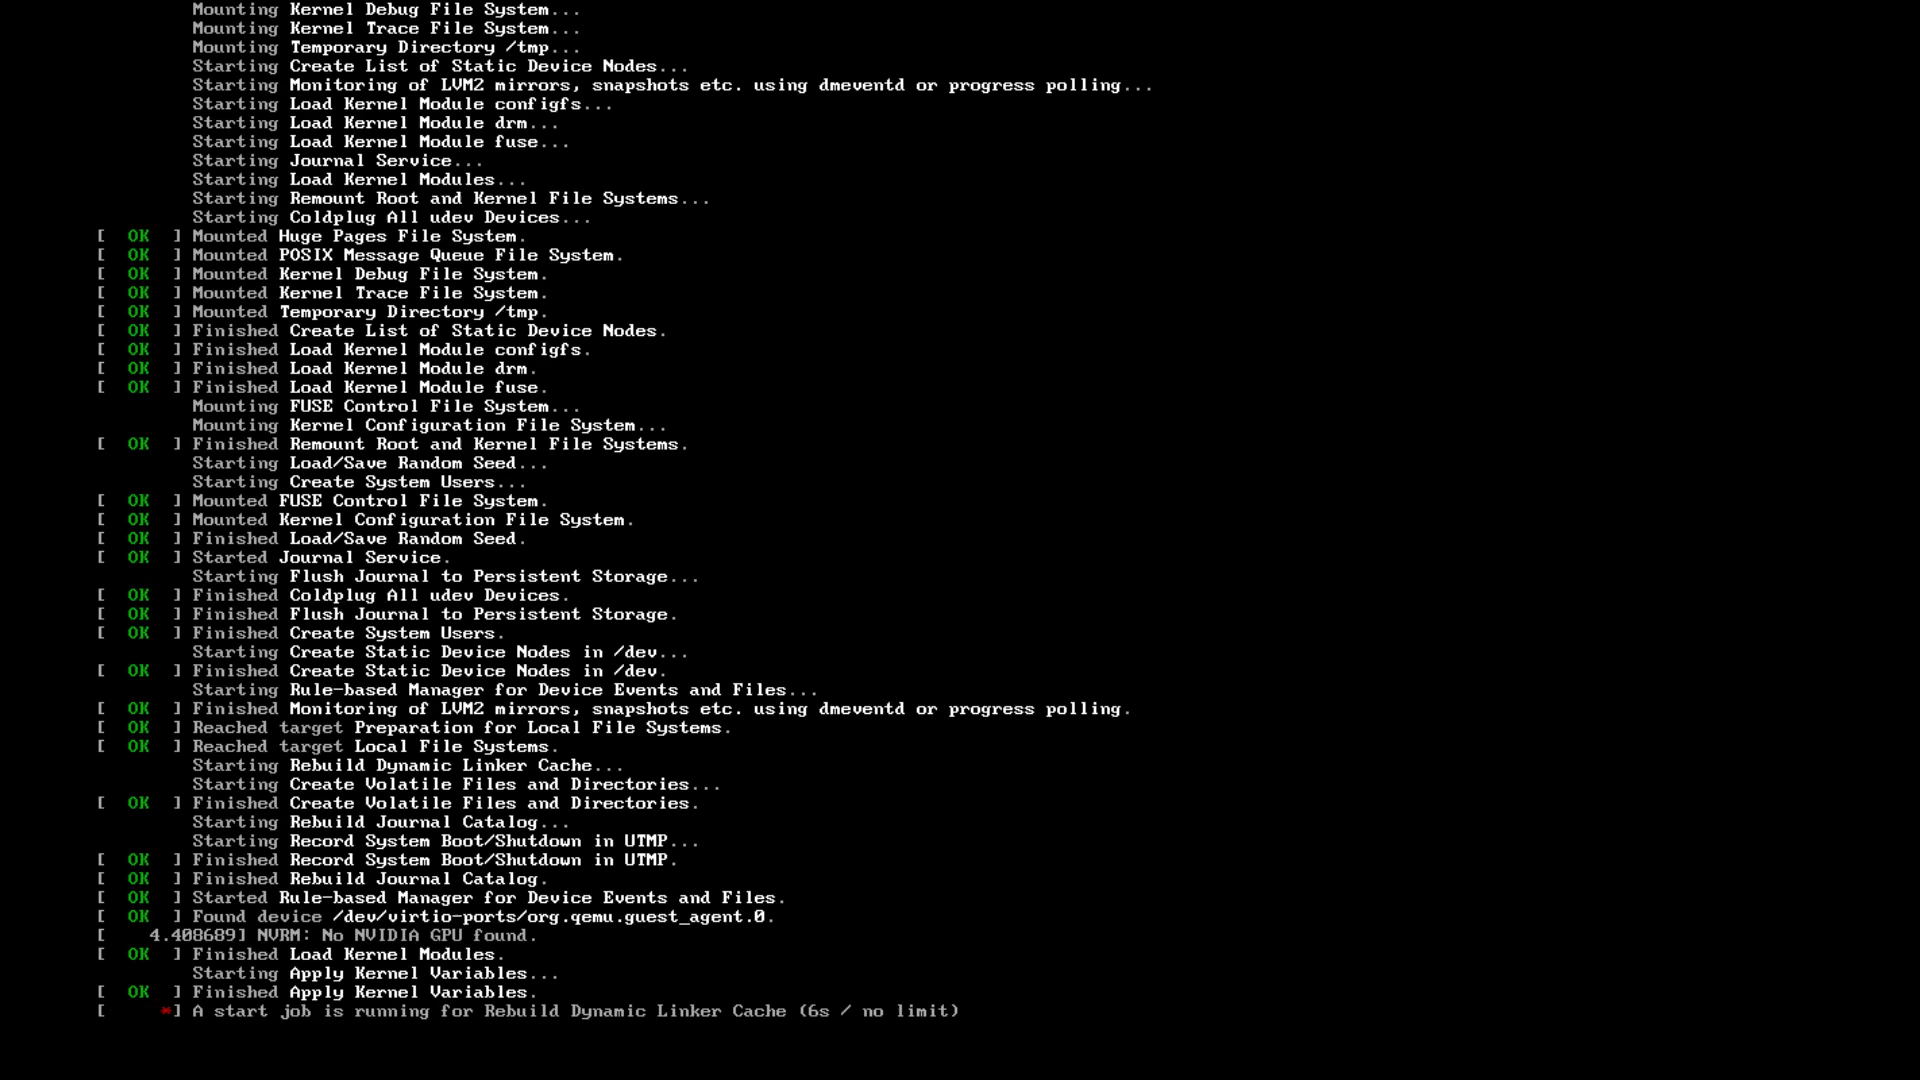 Mounting Kernel Debug File System...
Mounting Kernel Trace File System...
Mounting Temporary Directory /tmp...
Starting Create List of Static Device Nodes...
Starting Monitoring of LVM2 mirrors, snapshots etc. using dmeventd or progress polling...
Starting Load Kernel Module configfs...
Starting Load Kernel Module drm...
Starting Load Kernel Module fuse...
Starting Journal Service...
Starting Load Kernel Modules...
Starting Remount Root and Kernel File Systems...
Starting Coldplug All udev Devices...
[  OK  ] Mounted Huge Pages File System.
[  OK  ] Mounted POSIX Message Queue File System.
[  OK  ] Mounted Kernel Debug File System.
[  OK  ] Mounted Kernel Trace File System.
[  OK  ] Mounted Temporary Directory /tmp.
[  OK  ] Finished Create List of Static Device Nodes.
[  OK  ] Finished Load Kernel Module configfs.
[  OK  ] Finished Load Kernel Module drm.
[  OK  ] Finished Load Kernel Module fuse.
Mounting FUSE Control File System...
Mounting Kernel Configuration File System...
[  OK  ] Finished Remount Root and Kernel File Systems.
Starting Load/Save Random Seed...
Starting Create System Users...
[  OK  ] Mounted FUSE Control File System.
[  OK  ] Mounted Kernel Configuration File System.
[  OK  ] Finished Load/Save Random Seed.
[  OK  ] Started Journal Service.
Starting Flush Journal to Persistent Storage...
[  OK  ] Finished Coldplug All udev Devices.
[  OK  ] Finished Flush Journal to Persistent Storage.
[  OK  ] Finished Create System Users.
Starting Create Static Device Nodes in /dev...
[  OK  ] Finished Create Static Device Nodes in /dev.
Starting Rule-based Manager for Device Events and Files...
[  OK  ] Finished Monitoring of LVM2 mirrors, snapshots etc. using dmeventd or progress polling.
[  OK  ] Reached target Preparation for Local File Systems.
[  OK  ] Reached target Local File Systems.
Starting Rebuild Dynamic Linker Cache...
Starting Create Volatile Files and Directories...
[  OK  ] Finished Create Volatile Files and Directories.
Starting Rebuild Journal Catalog...
Starting Record System Boot/Shutdown in UTMP...
[  OK  ] Finished Record System Boot/Shutdown in UTMP.
[  OK  ] Finished Rebuild Journal Catalog.
[  OK  ] Started Rule-based Manager for Device Events and Files.
[  OK  ] Found device /dev/virtio-ports/org.qemu.guest_agent.0.
[    4.408689] NVRM: No NVIDIA GPU found.
[  OK  ] Finished Load Kernel Modules.
Starting Apply Kernel Variables...
[  OK  ] Finished Apply Kernel Variables.
[     *] A start job is running for Rebuild Dynamic Linker Cache (6s / no limit)